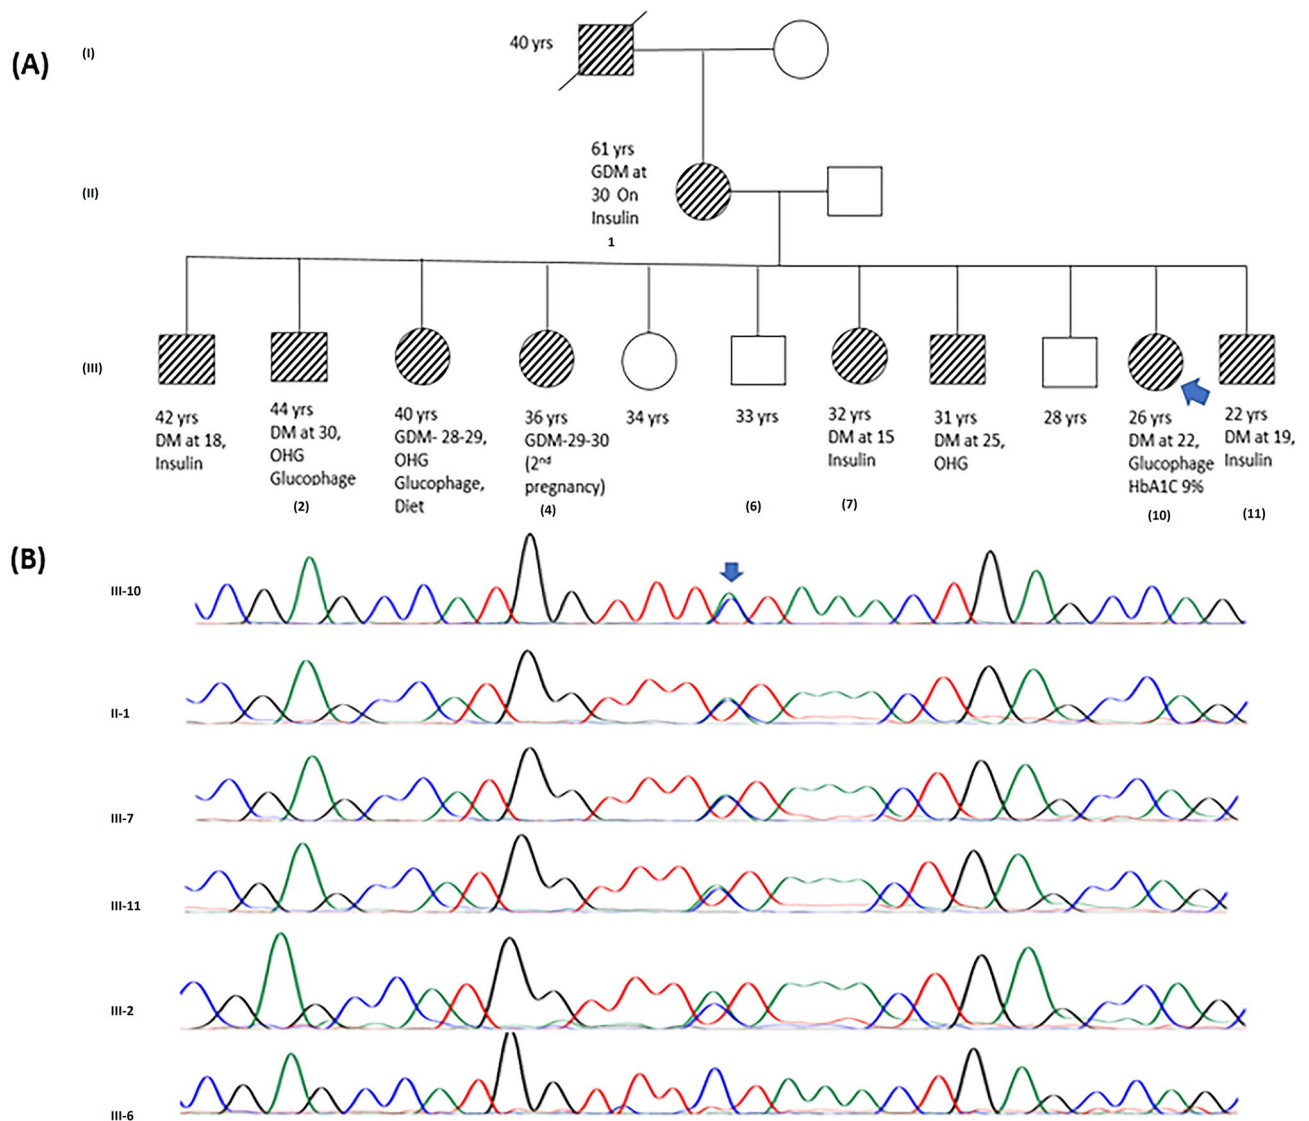 (A)
(I)
40 yrs
(II)
61 yrs
GDM at
30 On
Insulin
1
(III)
42 yrs
DM at 18,
Insulin
44 yrs
DM at 30,
OHG
Glucophage
(2)
40 yrs
GDM- 28-29,
OHG
Glucophage,
Diet
36 yrs
GDM-29-30
(2nd
pregnancy)
(4)
34 yrs
33 yrs
(6)
32 yrs
DM at 15
Insulin
(7)
31 yrs
DM at 25,
OHG
28 yrs
26 yrs
DM at 22,
Glucophage
HbA1C 9%
(10)
22 yrs
DM at 19,
Insulin
(11)
(B)
III-10
II-1
III-7
III-11
III-2
III-6